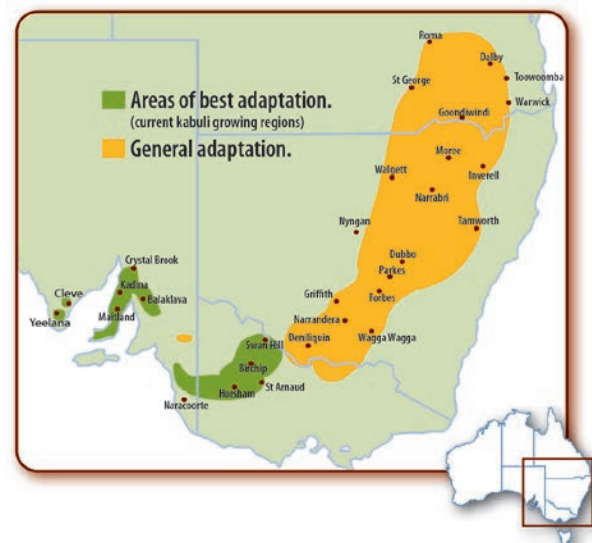 Roma
Dalby
St George
Toowoomba
Areas of best adaptation.
(current kabuli growing regions)
Warwick
Goondiwindi
General adaptation.
Moree
Walgett
Inverell
Narrabri
Nyngan
Tamworth
Crystal Brook
Dubbo
Parkes
Cleve
Kadina
Balaklava
Griffith
Forbes
Yeelana
Maitland
Narrandera
Swan Hill
Deniliquin
Wagga Wagga
Birchip
Horsham
St Arnaud
Naracoorte